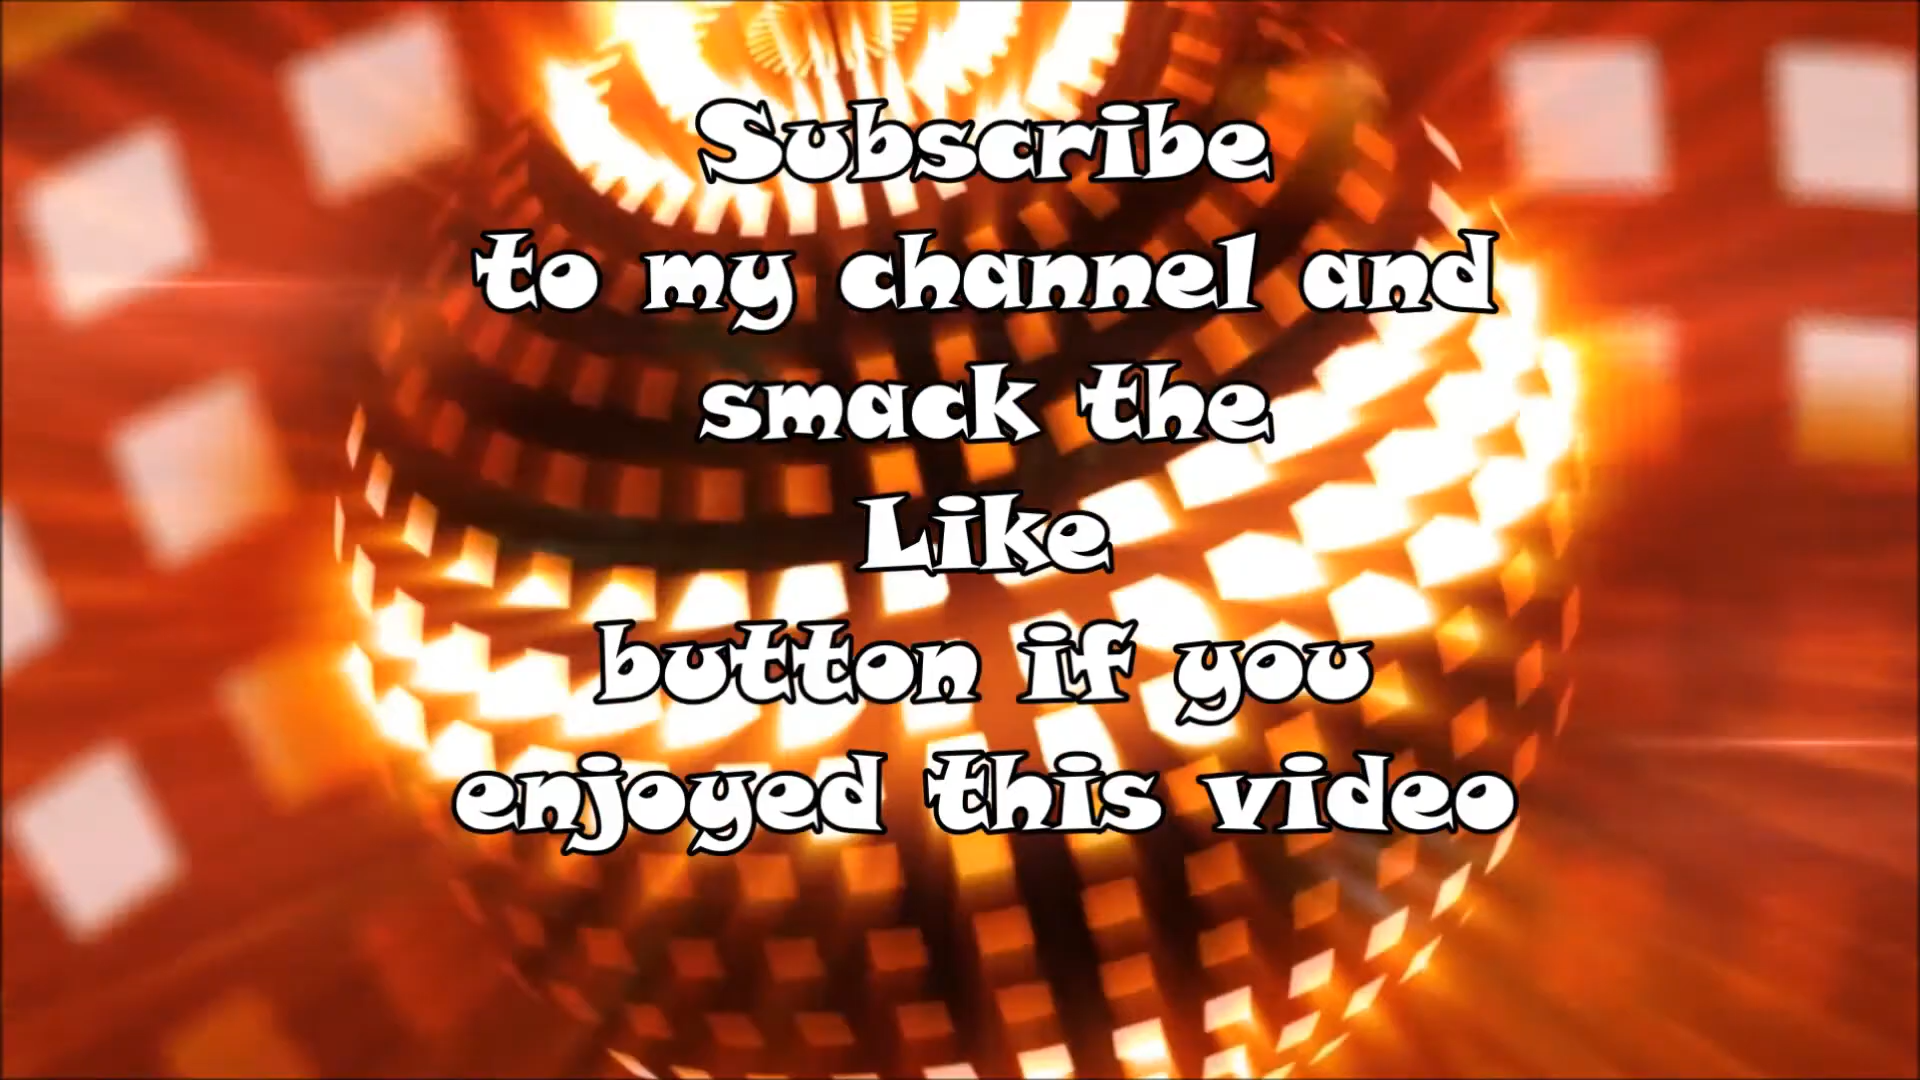 Subscribe
to my channel and
smack the
Like
button if you
enjoyed this video